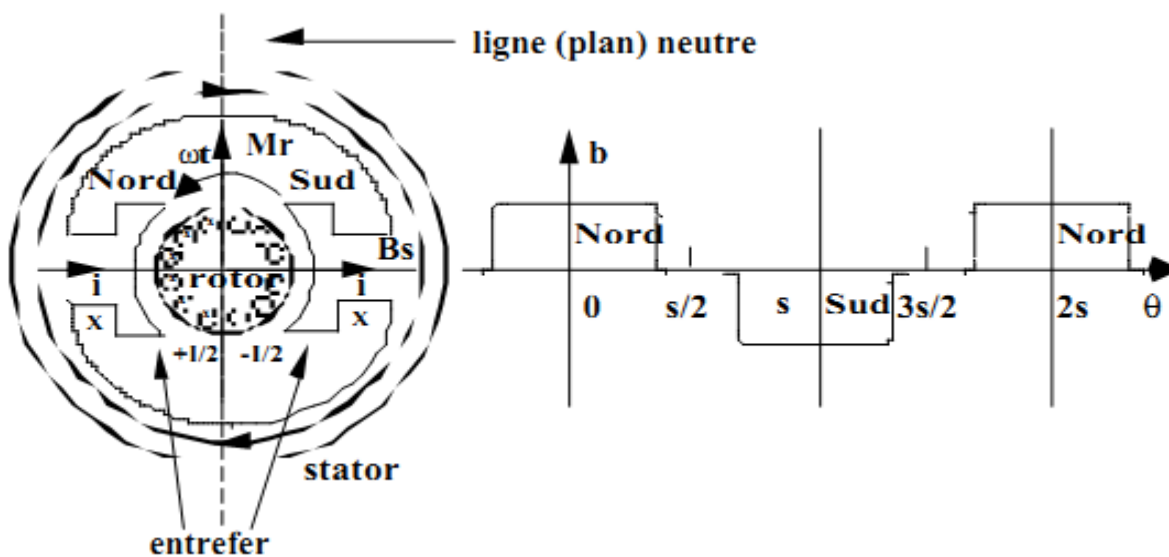 ligne (plan) neutre
ωt Mr
Nord Sud
Bs
rotor
i i
x x
+1/2 -1/2
stator
entrefer
b
Nord Nord
0 s/2 s Sud 3s/2 2s θ